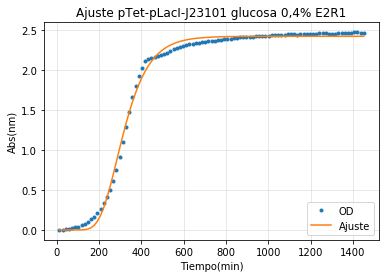 Ajuste pTet-pLacI-J23101 glucosa 0,4% E2R1
2.5
2.0
1.5
1.0
0.5
0.0
Abs(nm)
OD
Ajuste
0 200 400 600 800 1000 1200 1400
Tiempo(min)